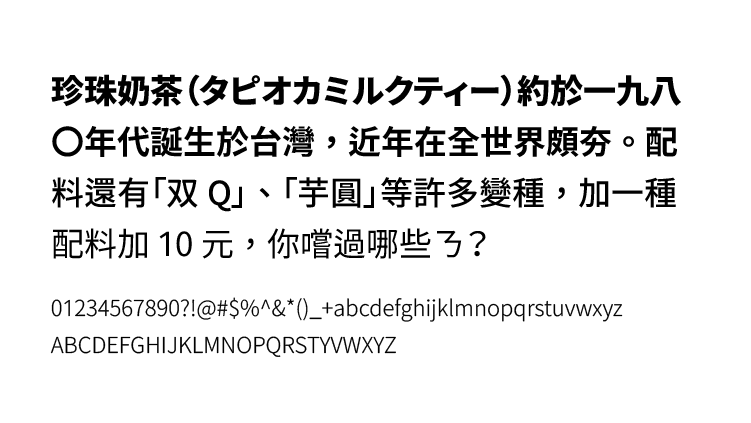 珍珠奶茶（タピオカミルクティー）約於一九八
〇年代誕生於台灣，近年在全世界頗夯。配
料還有「双 Q」、「芋圓」等許多變種，加一種
配料加 10 元，你嚐過哪些ㄋ？
01234567890?!@#$%^&*()_+abcdefghijklmnopqrstuvwxyz
ABCDEFGHIJKLMNOPQRSTYVWXYZ